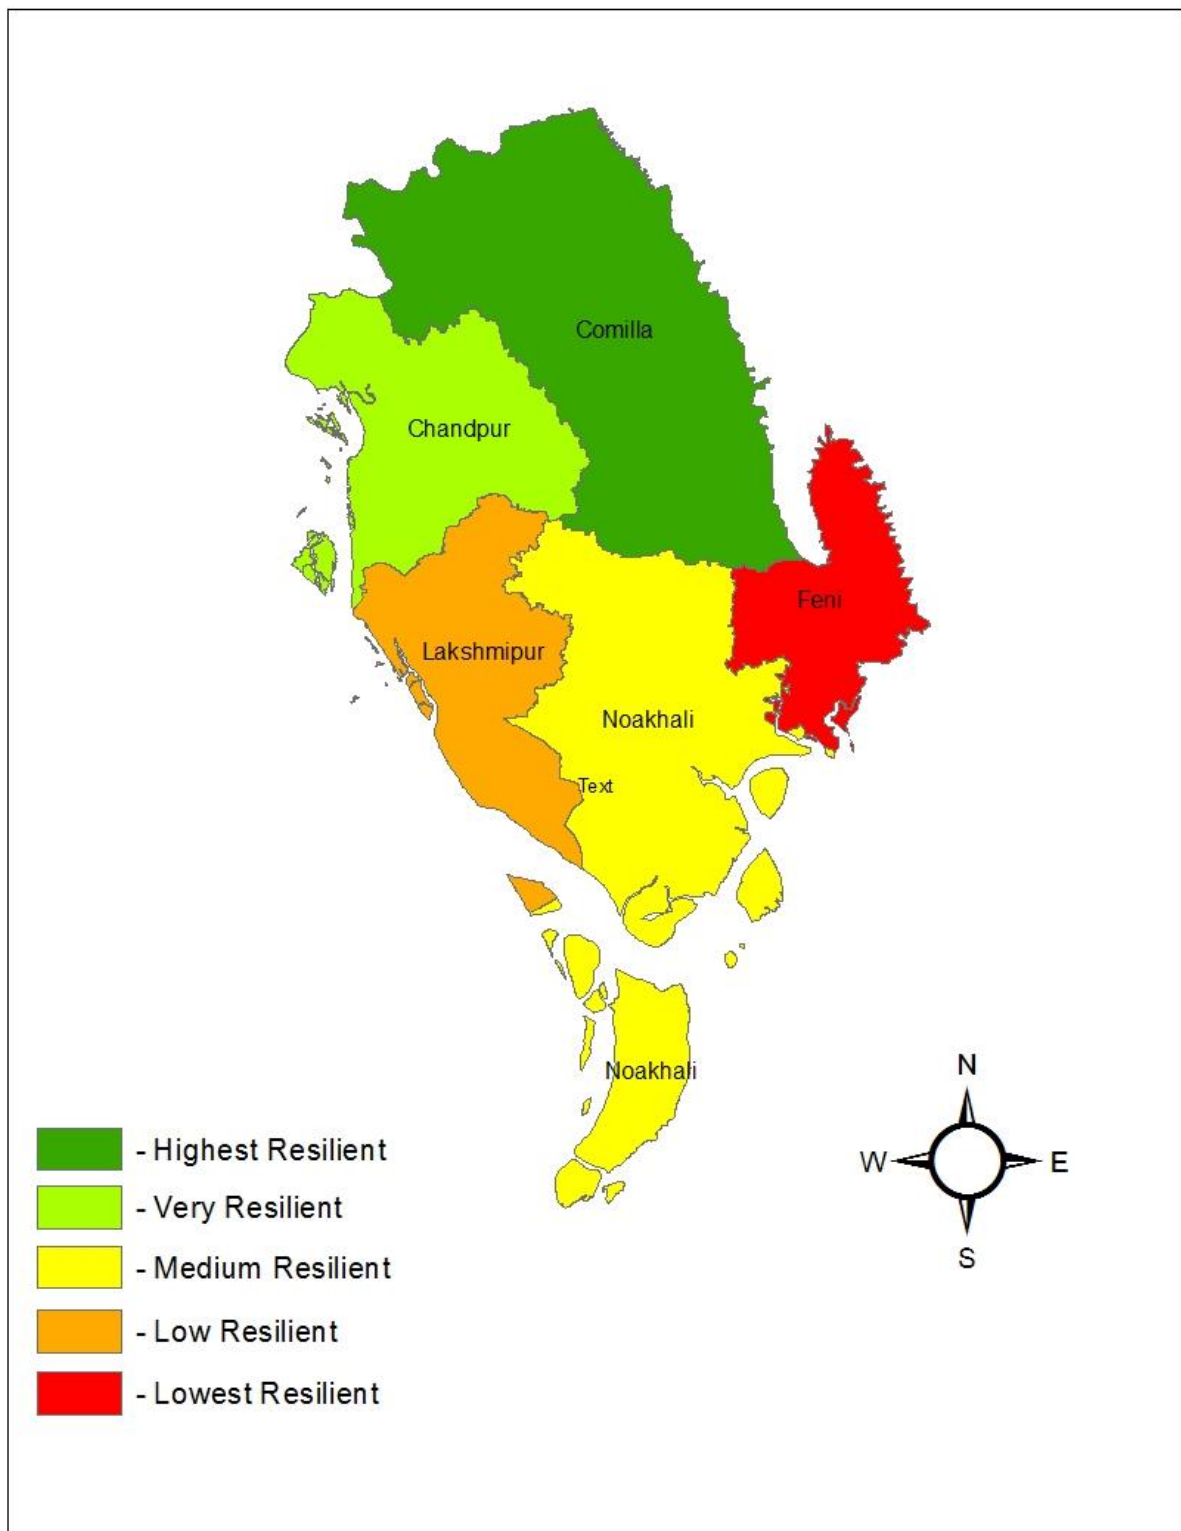 Comilla
Chandpur
Feni
Lakshmipur
Noakhali
Text
Noakhali
N
W E
S
- Highest Resilient
- Very Resilient
- Medium Resilient
- Low Resilient
- Lowest Resilient